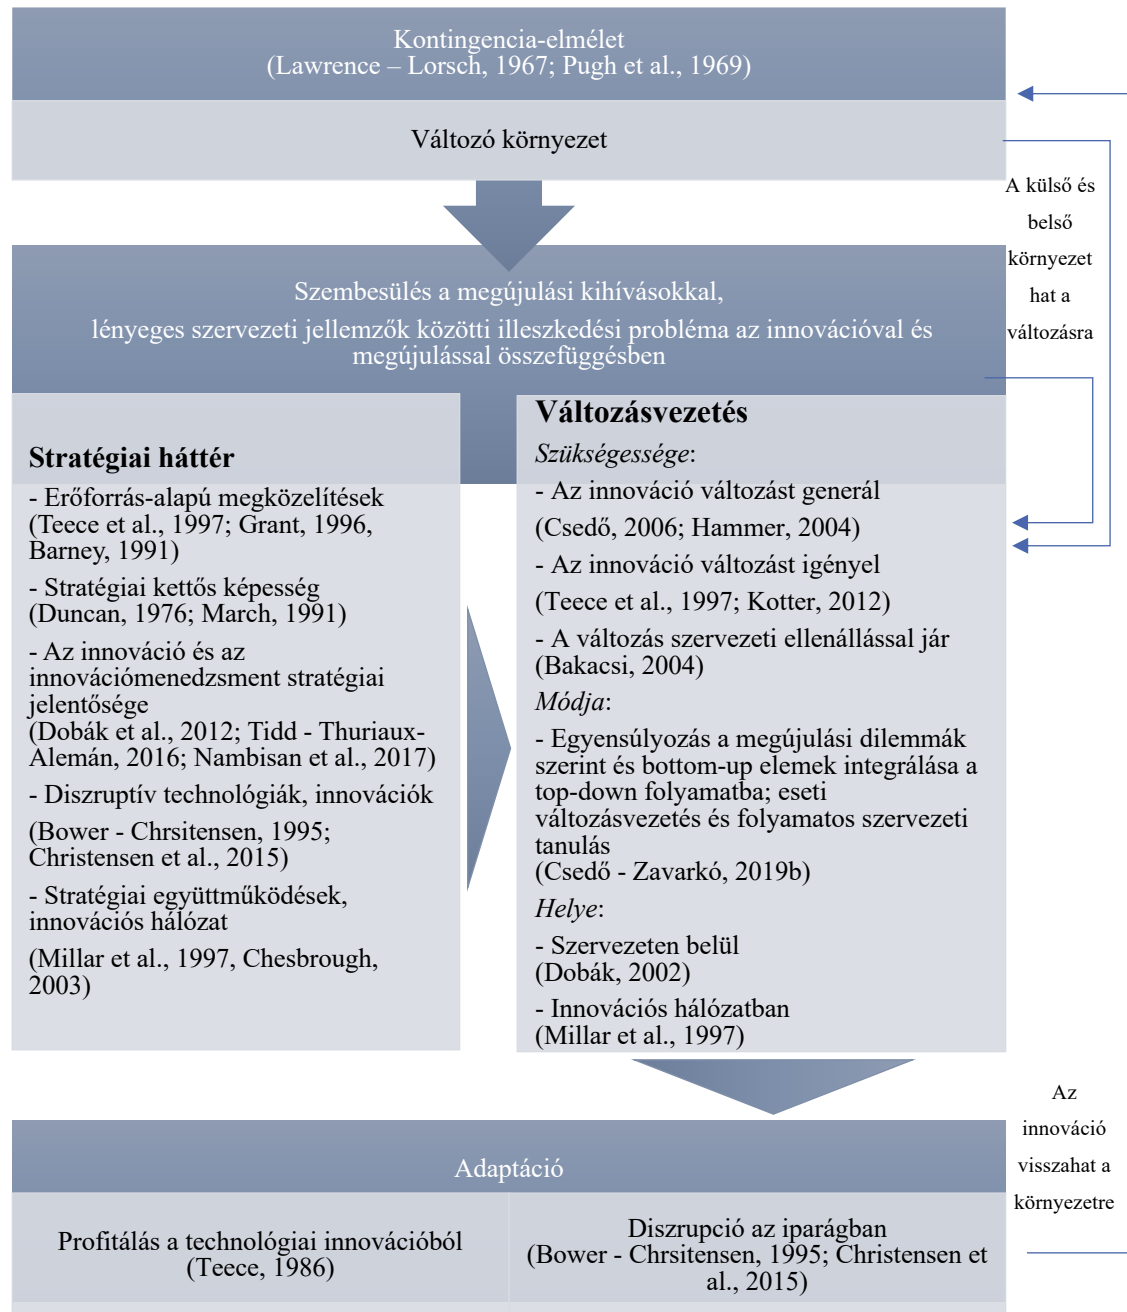 Kontingencia-elmélet
(Lawrence – Lorsch, 1967; Pugh et al., 1969)
Változó környezet
A külső és
belső
környezet
hat a
változásra
Szembesülés a megújulási kihívásokkal,
lényeges szervezeti jellemzők közötti illeszkedési probléma az innovációval és
megújulással összefüggésben
Stratégiai háttér
- Erőforrás-alapú megközelítések
(Teece et al., 1997; Grant, 1996,
Barney, 1991)
- Stratégiai kettős képesség
(Duncan, 1976; March, 1991)
- Az innováció és az
innovációmenedzsment stratégiai
jelentősége
(Dobák et al., 2012; Tidd - Thuriaux-
Alemán, 2016; Nambisan et al., 2017)
- Diszruptív technológiák, innovációk
(Bower - Chrsitensen, 1995;
Christensen et al., 2015)
- Stratégiai együttműködések,
innovációs hálózat
(Millar et al., 1997, Chesbrough,
2003)
Változásvezetés
Szükségessége:
- Az innováció változást generál
(Csedő, 2006; Hammer, 2004)
- Az innováció változást igényel
(Teece et al., 1997; Kotter, 2012)
- A változás szervezeti ellenállással jár
(Bakacsi, 2004)
Módja:
- Egyensúlyozás a megújulási dilemmák
szerint és bottom-up elemek integrálása a
top-down folyamatba; eseti
változásvezetés és folyamatos szervezeti
tanulás
(Csedő - Zavarkó, 2019b)
Helye:
- Szervezeten belül
(Dobák, 2002)
- Innovációs hálózatban
(Millar et al., 1997)
Az
innováció
visszahat a
környezetre
Adaptáció
Profitálás a technológiai innovációból
(Teece, 1986)
Diszrupció az iparágban
(Bower - Chrsitensen, 1995; Christensen et
al., 2015)